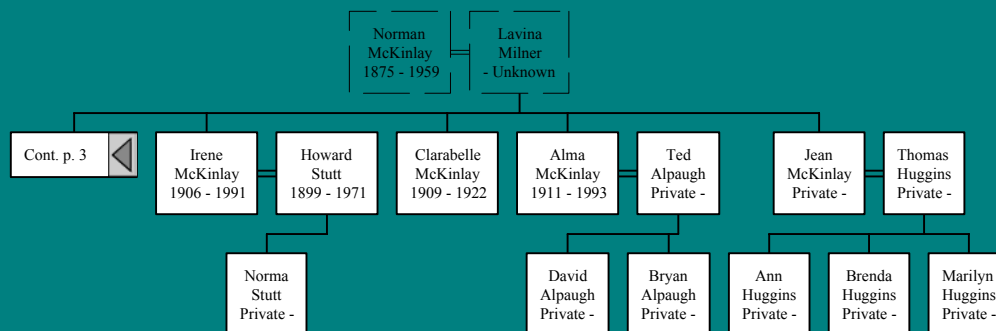 Norman
McKinlay
1875 - 1959
Lavina
Milner
- Unknown
Cont. p. 3
Irene
McKinlay
1906 - 1991
Howard
Stutt
1899 - 1971
Clarabelle
McKinlay
1909 - 1922
Alma
McKinlay
1911 - 1993
Ted
Alpaugh
Private -
Jean
McKinlay
Private -
Thomas
Huggins
Private -
Norma
Stutt
Private -
David
Alpaugh
Private -
Bryan
Alpaugh
Private -
Ann
Huggins
Private -
Brenda
Huggins
Private -
Marilyn
Huggins
Private -